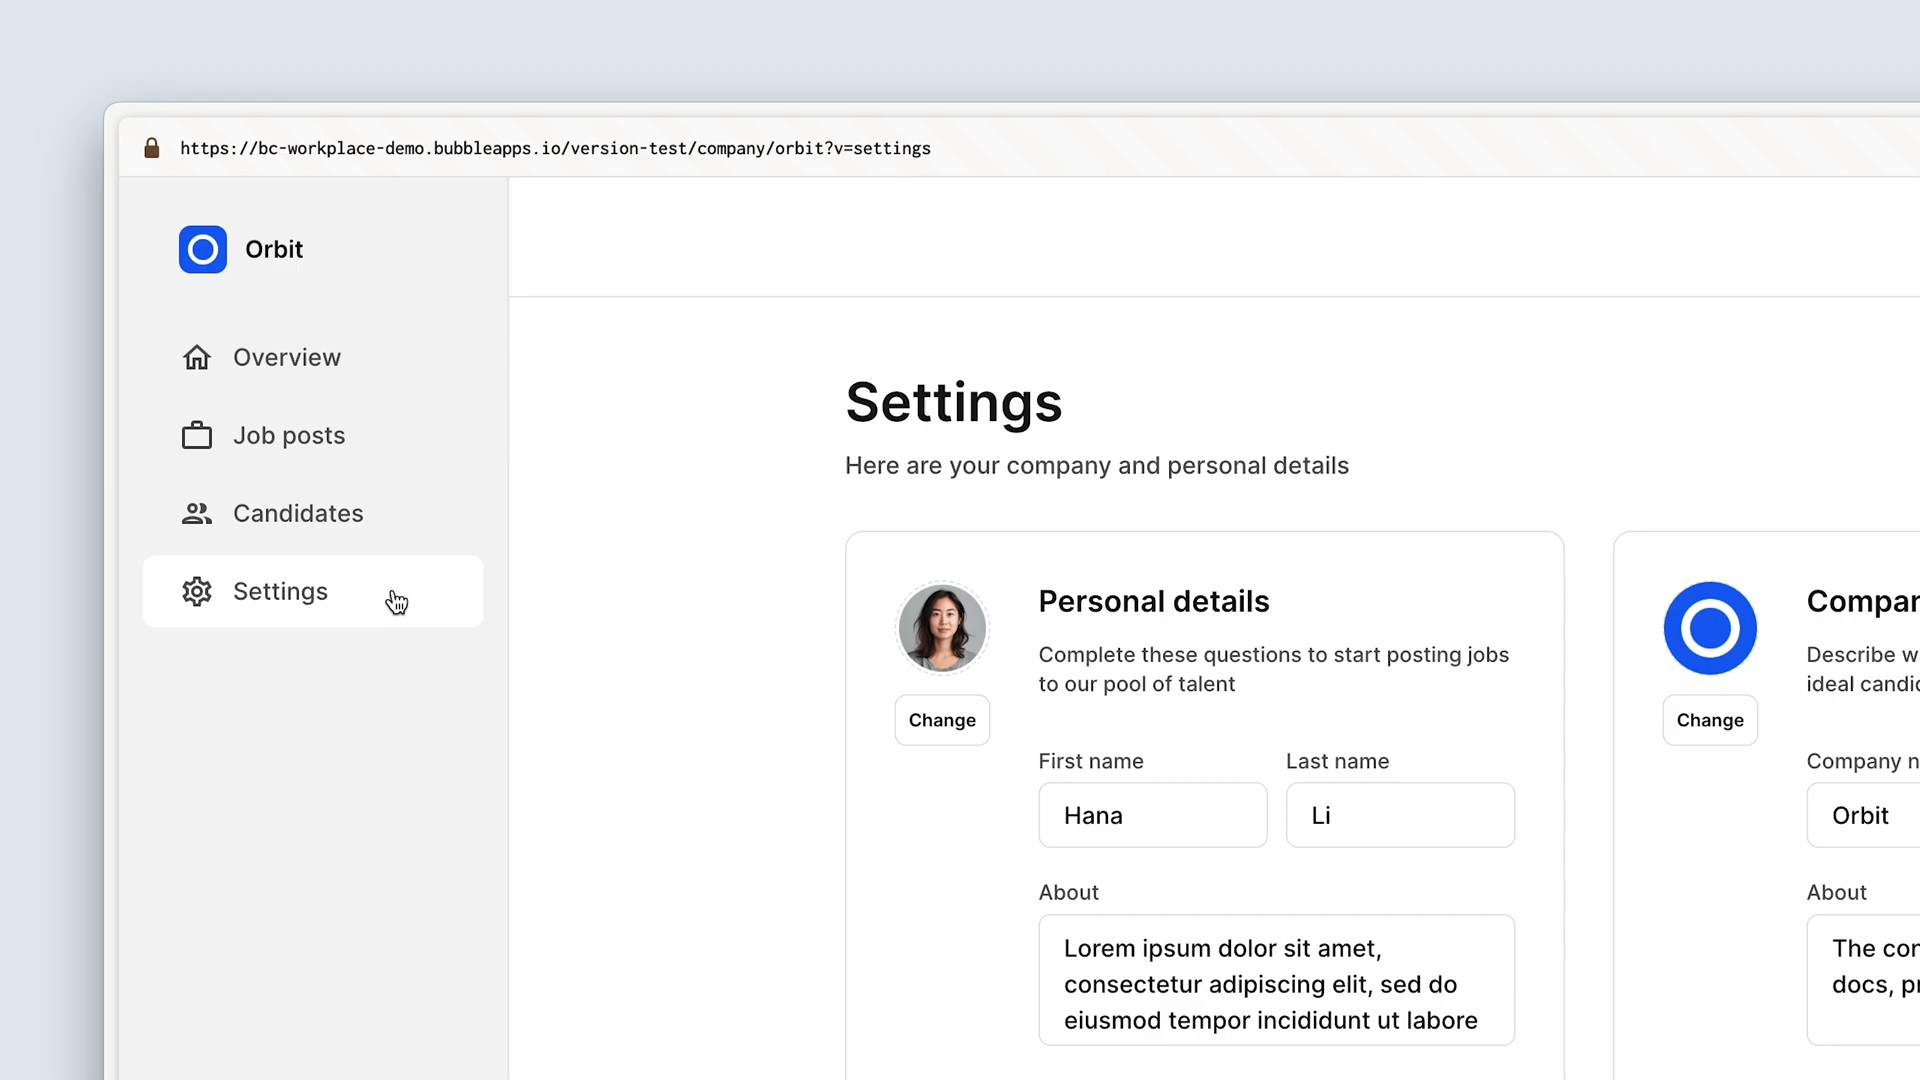 https://bc-workplace-demo.bubbleapps.io/version-test/company/orbit?v=settings
Orbit
Overview
Job posts
Candidates
Settings
Settings
Here are your company and personal details
Personal details
Complete these questions to start posting jobs
to our pool of talent
Change
First name
Last name
Hana
Li
About
Lorem ipsum dolor sit amet,
consectetur adipiscing elit, sed do
eiusmod tempor incididunt ut labore
Describe
ideal
Change
Company
Orbit
About
The
docs,